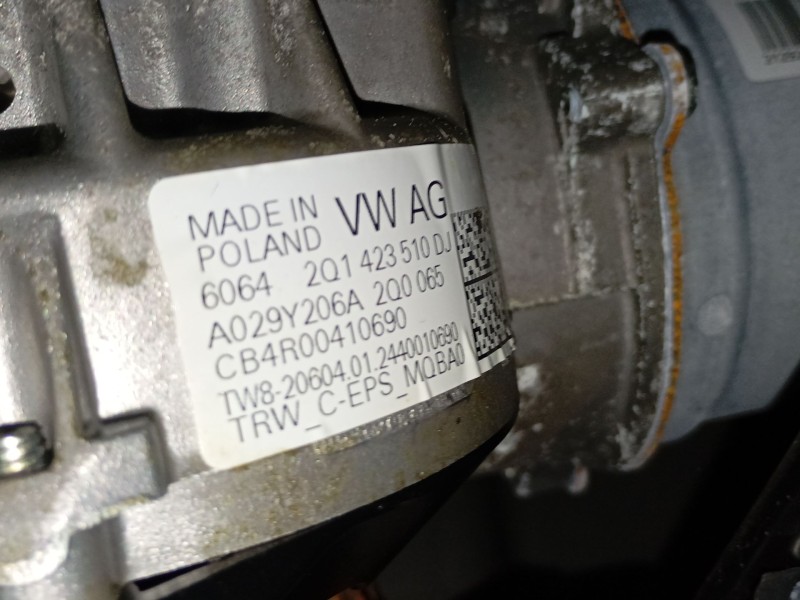 MADE IN VW AG
POLAND
6064 2Q1 423 510 DJ
A029Y206A 2Q0 065
CB4R00410690
TW8-20604.01.2440010690
TRW_C-EPS_MQBA0